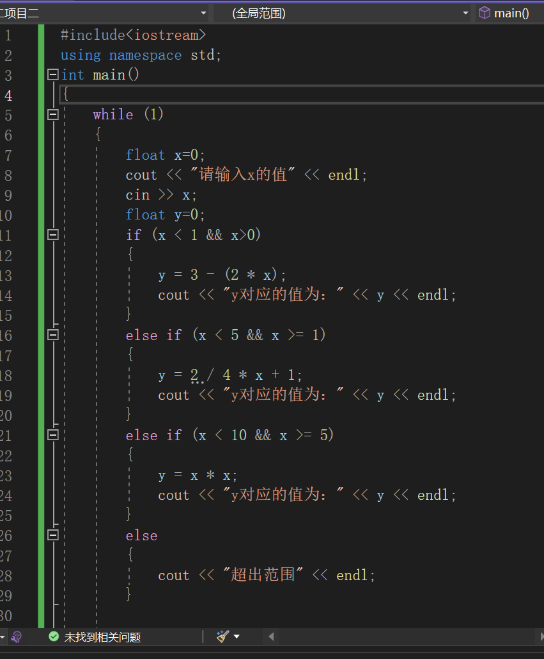 二项目二 (全局范围) main()
1 #include<iostream>
2 using namespace std;
3 int main()
4 {
5 while (1)
6 {
7 float x=0;
8 cout << "请输入x的值" << endl;
9 cin >> x;
10 float y=0;
11 if (x < 1 && x>0)
12 {
13 y = 3 - (2 * x);
14 cout << "y对应的值为：" << y << endl;
15 }
16 else if (x < 5 && x >= 1)
17 {
18 y = 2 / 4 * x + 1;
19 cout << "y对应的值为：" << y << endl;
20 }
21 else if (x < 10 && x >= 5)
22 {
23 y = x * x;
24 cout << "y对应的值为：" << y << endl;
25 }
26 else
27 {
28 cout << "超出范围" << endl;
29 }
30
未找到相关问题